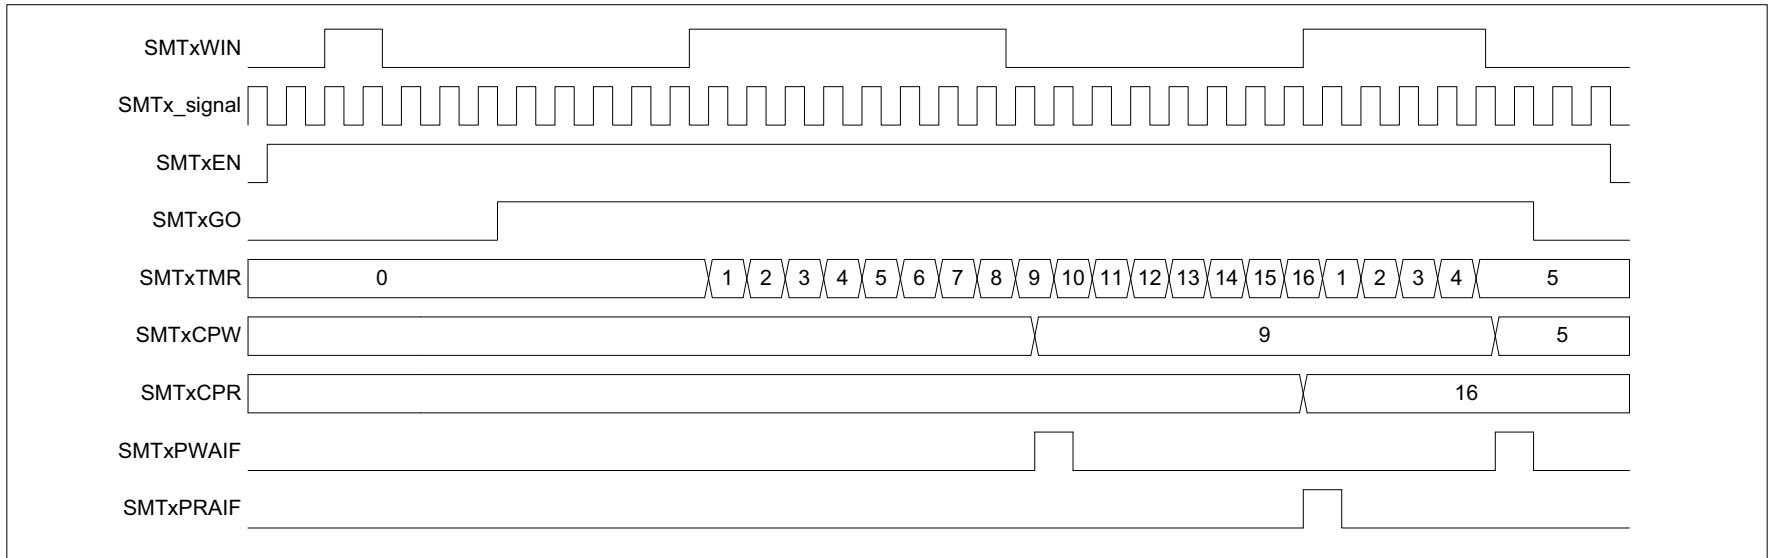 SMTxWIN
SMTx_signal
SMTxEN
SMTxGO
SMTxTMR 0 1 2 3 4 5 6 7 8 9 10 11 12 13 14 15 16 1 2 3 4 5
SMTxCPW 9 5
SMTxCPR 16
SMTxPWAIF
SMTxPRAIF